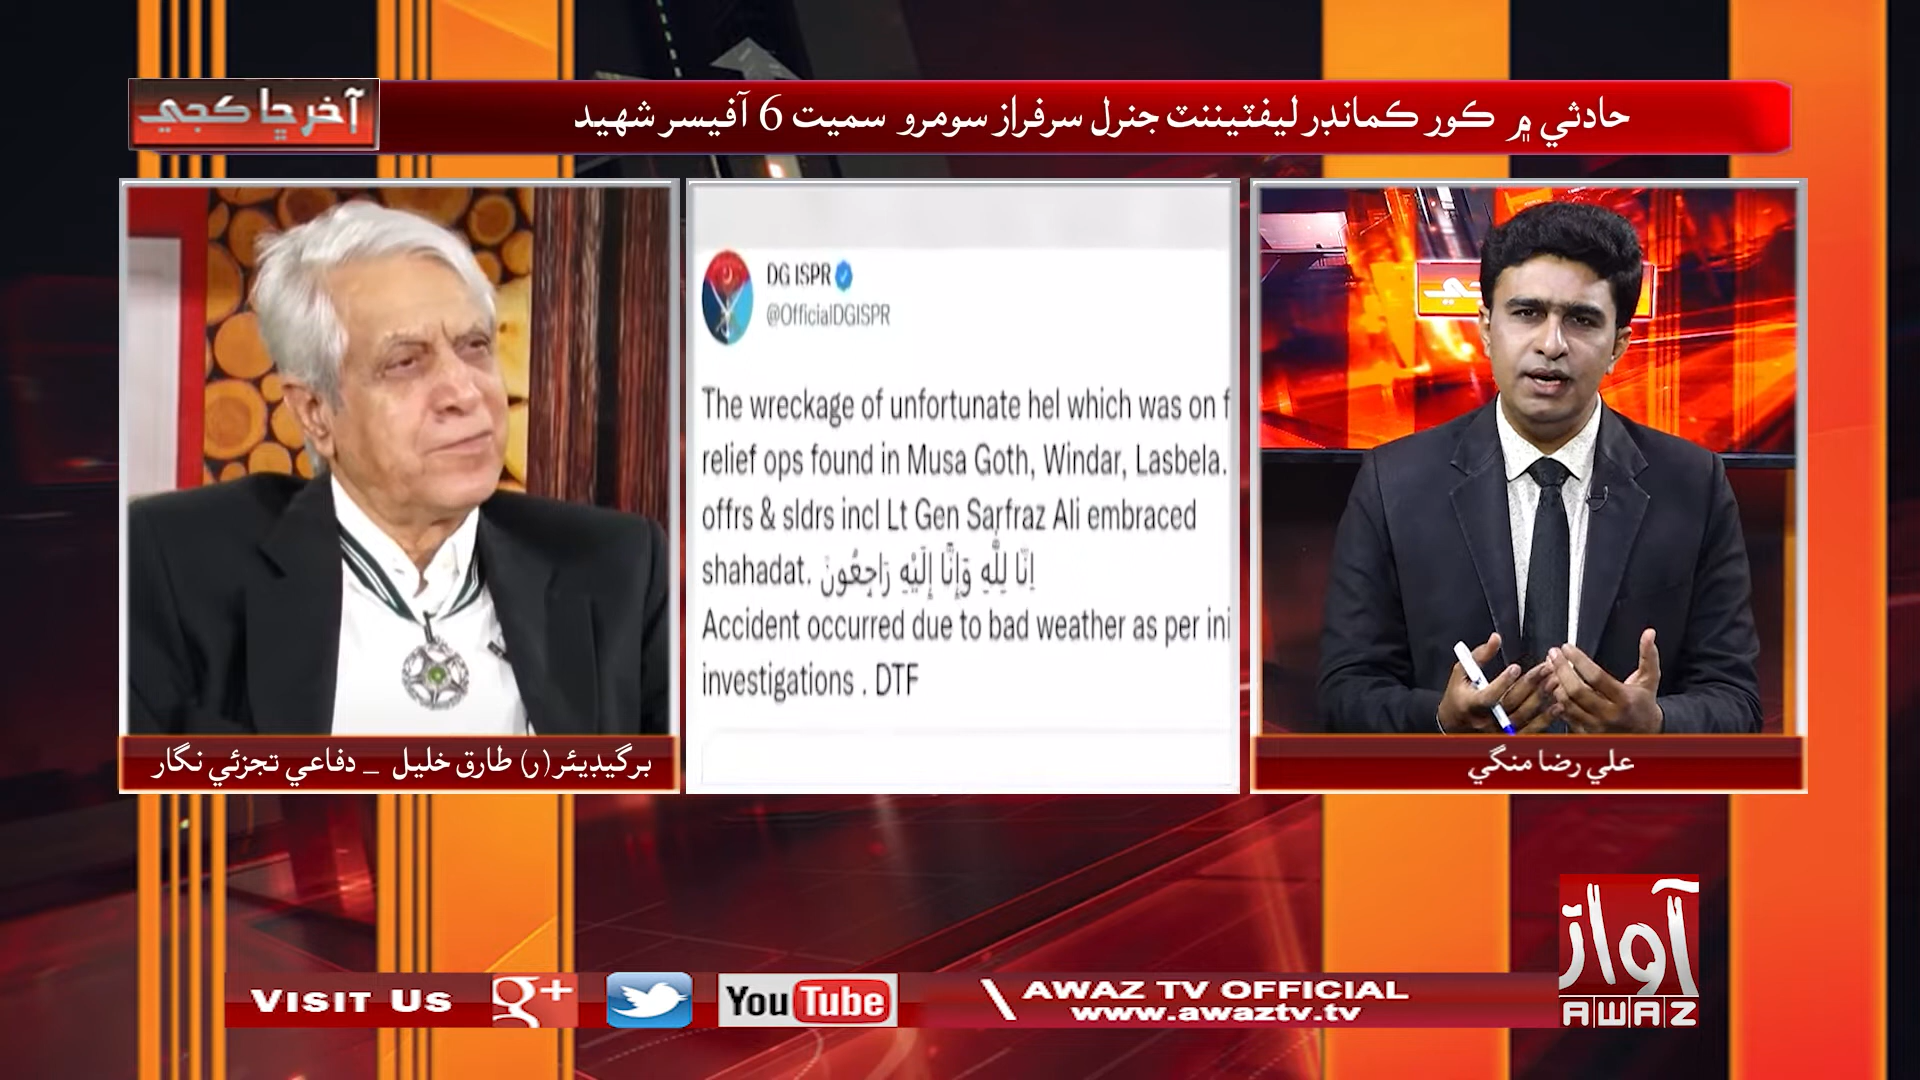 آخر ڇا ڪجي
حادثي ۾ ڪور ڪمانڊر ليفٽيننٽ جنرل سرفراز سومرو سميت 6 آفيسر شهيد
DG ISPR
@OfficialDGISPR
The wreckage of unfortunate hel which was on f
relief ops found in Musa Goth, Windar, Lasbela.
offrs & sldrs incl Lt Gen Sarfraz Ali embraced
shahadat. اِنّا لِلّٰهِ وَاِنَّا اِلَيْهِ رَاجِعُونَ
Accident occurred due to bad weather as per ini
investigations . DTF
برگيڊيئر (ر) طارق خليل _ دفاعي تجزئي نگار
علي رضا منگي
VISIT US
g+
YouTube
AWAZ TV OFFICIAL
www.awaztv.tv
آواز
AWAZ